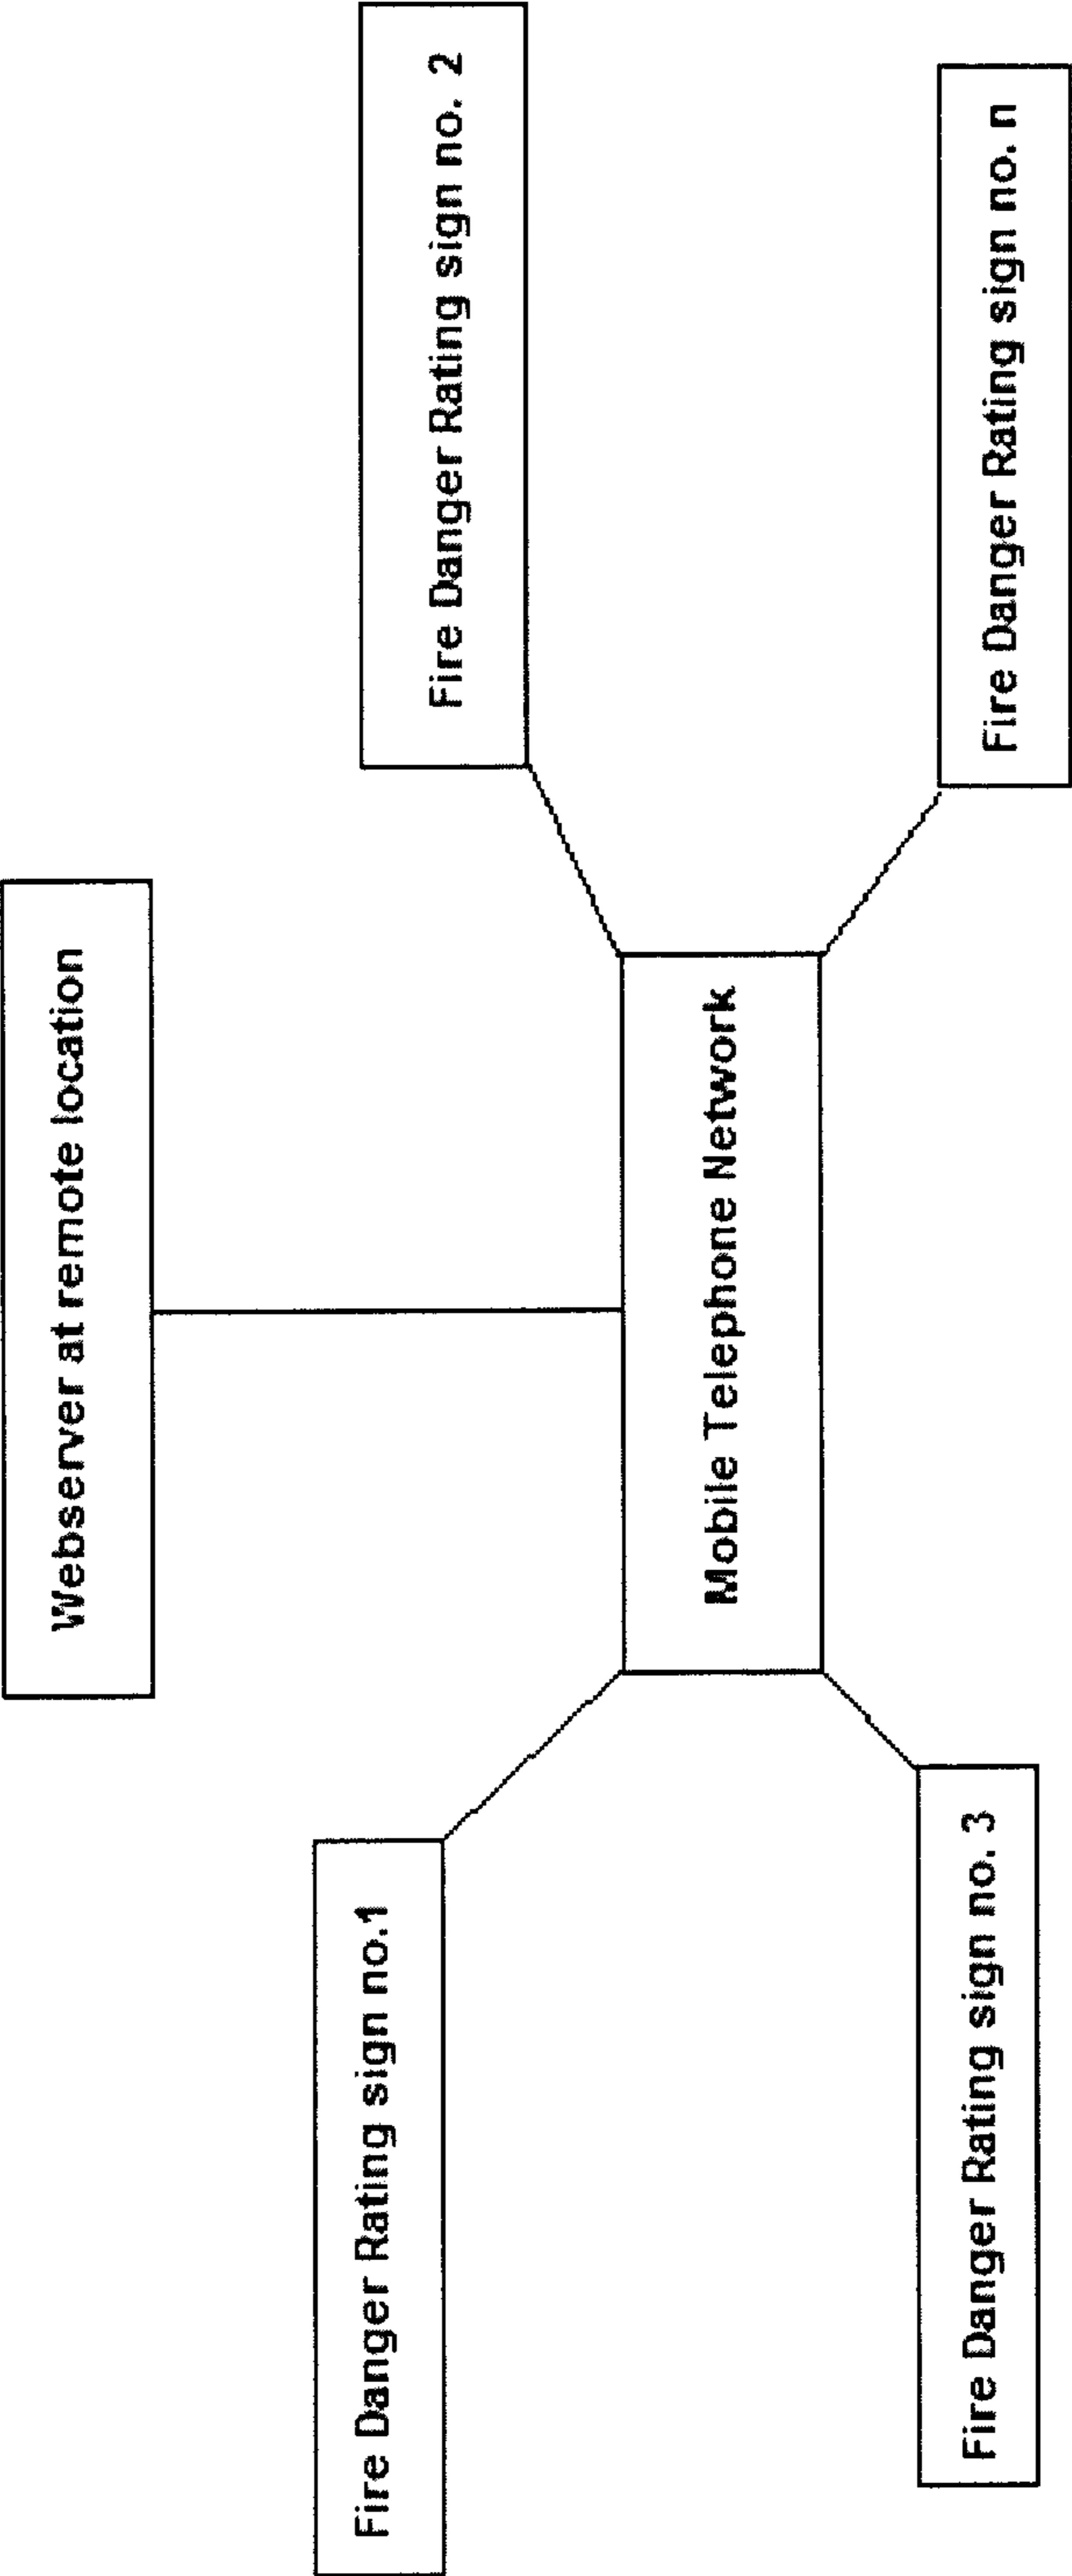 Webserver at remote location
Fire Danger Rating sign no.1
Fire Danger Rating sign no. 2
Mobile Telephone Network
Fire Danger Rating sign no. 3
Fire Danger Rating sign no. n